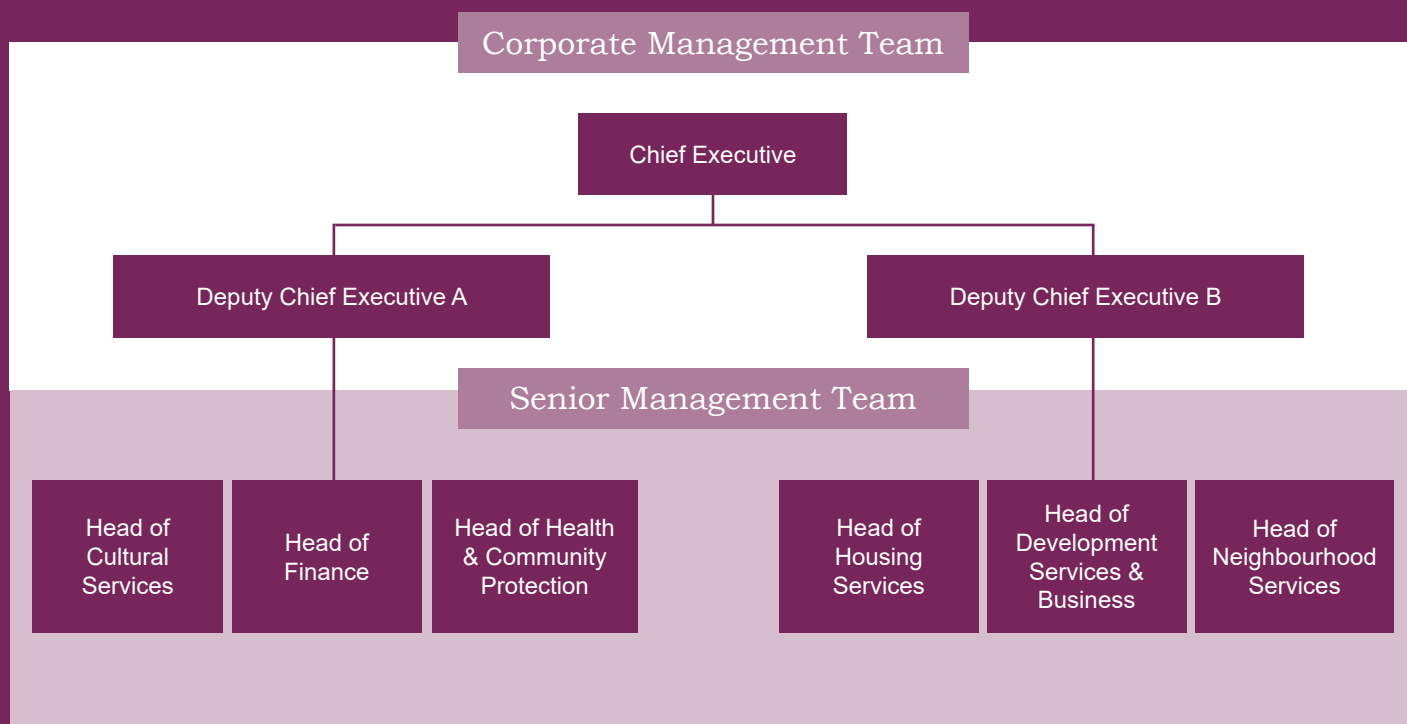 Corporate Management Team
Chief Executive
Deputy Chief Executive A
Deputy Chief Executive B
Senior Management Team
Head of
Cultural
Services
Head of
Finance
Head of Health
& Community
Protection
Head of
Housing
Services
Head of
Development
Services &
Business
Head of
Neighbourhood
Services